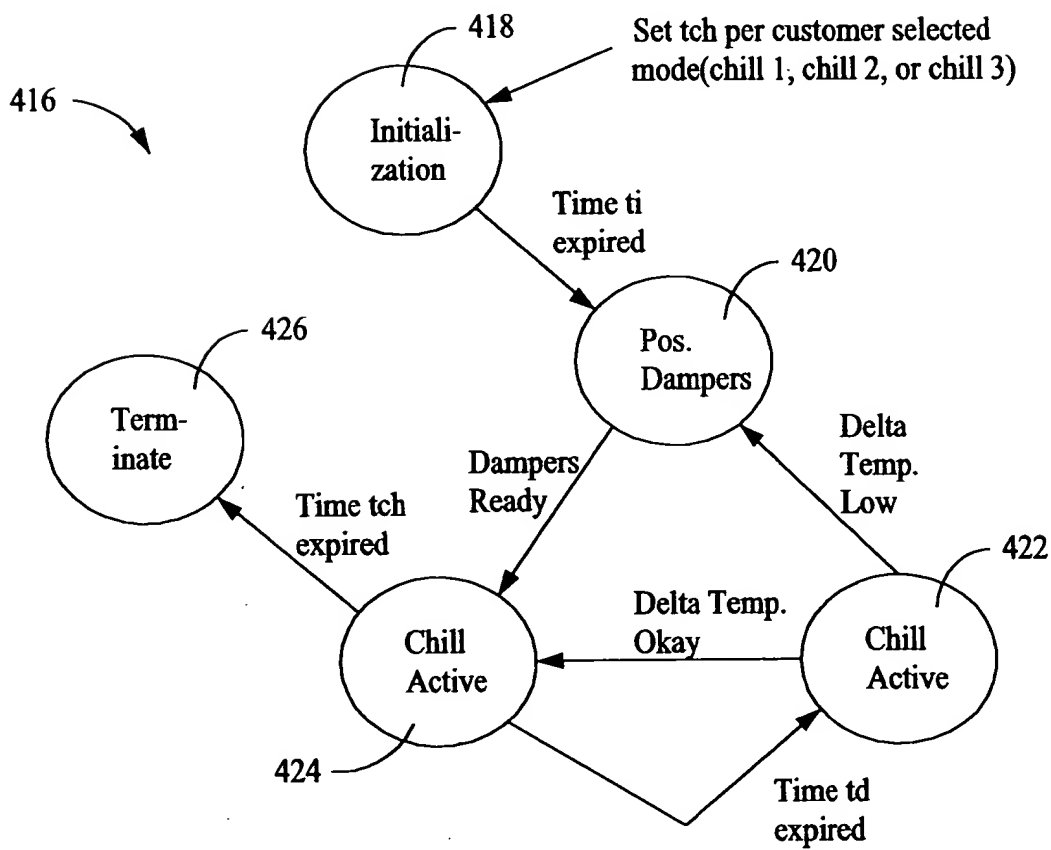 418
Set tch per customer selected
mode(chill 1, chill 2, or chill 3)
416
Initiali-
zation
Time ti
expired
420
426
Pos.
Dampers
Term-
inate
Delta
Temp.
Low
Dampers
Ready
Time tch
expired
422
Delta Temp.
Okay
Chill
Active
Chill
Active
424
Time td
expired